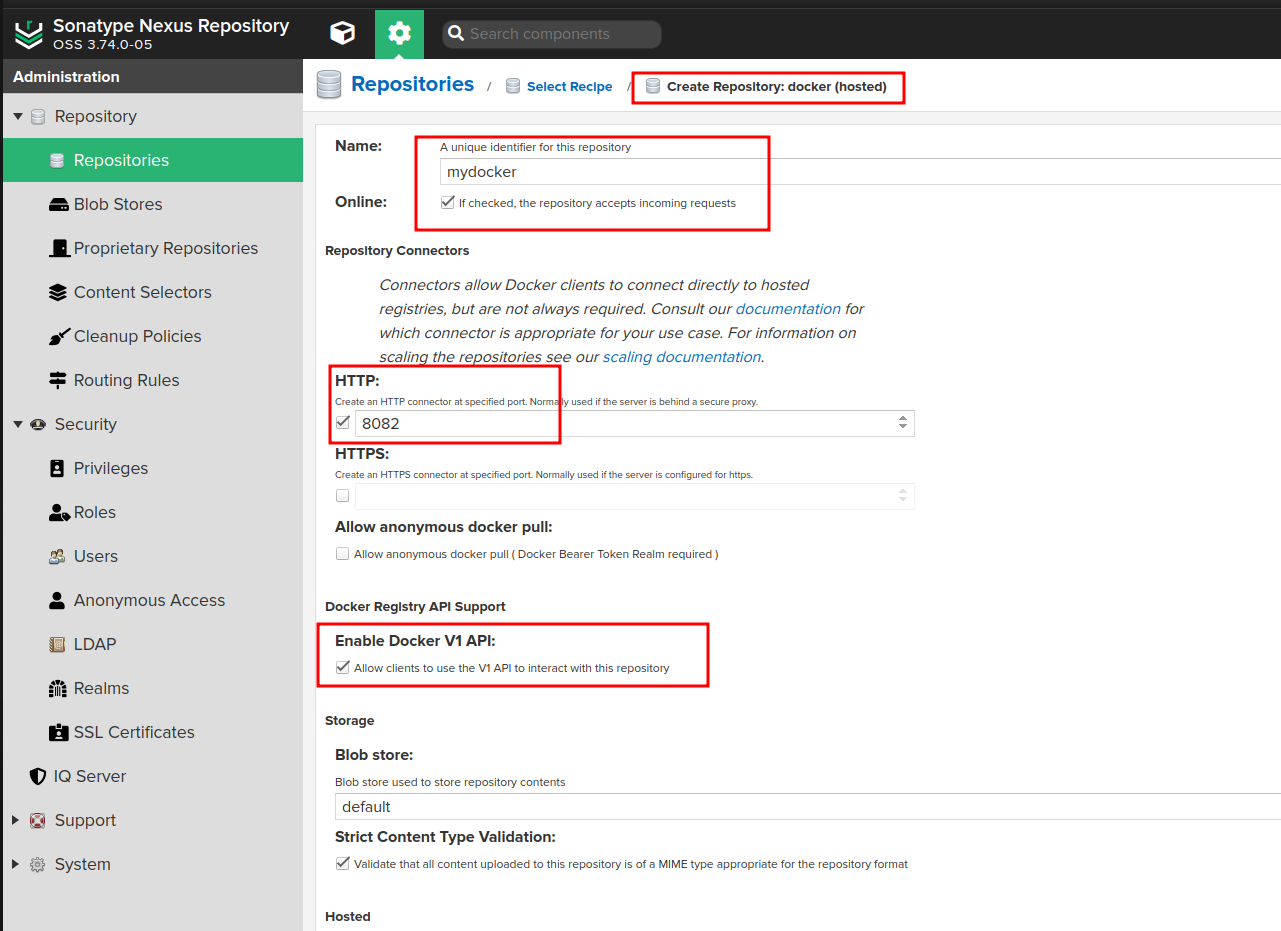 Sonatype Nexus Repository
OSS 3.74.0-05
Search components
Administration
Repository
Repositories
Blob Stores
Proprietary Repositories
Content Selectors
Cleanup Policies
Routing Rules
Security
Privileges
Roles
Users
Anonymous Access
LDAP
Realms
SSL Certificates
IQ Server
Support
System
Repositories / Select Recipe / Create Repository: docker (hosted)
Name:
A unique identifier for this repository
mydocker
Online:
If checked, the repository accepts incoming requests
Repository Connectors
Connectors allow Docker clients to connect directly to hosted
registries, but are not always required. Consult our documentation for
which connector is appropriate for your use case. For information on
scaling the repositories see our scaling documentation.
HTTP:
Create an HTTP connector at specified port. Normally used if the server is behind a secure proxy.
8082
HTTPS:
Create an HTTPS connector at specified port. Normally used if the server is configured for https.
Allow anonymous docker pull:
Allow anonymous docker pull ( Docker Bearer Token Realm required )
Docker Registry API Support
Enable Docker V1 API:
Allow clients to use the V1 API to interact with this repository
Storage
Blob store:
Blob store used to store repository contents
default
Strict Content Type Validation:
Validate that all content uploaded to this repository is of a MIME type appropriate for the repository format
Hosted